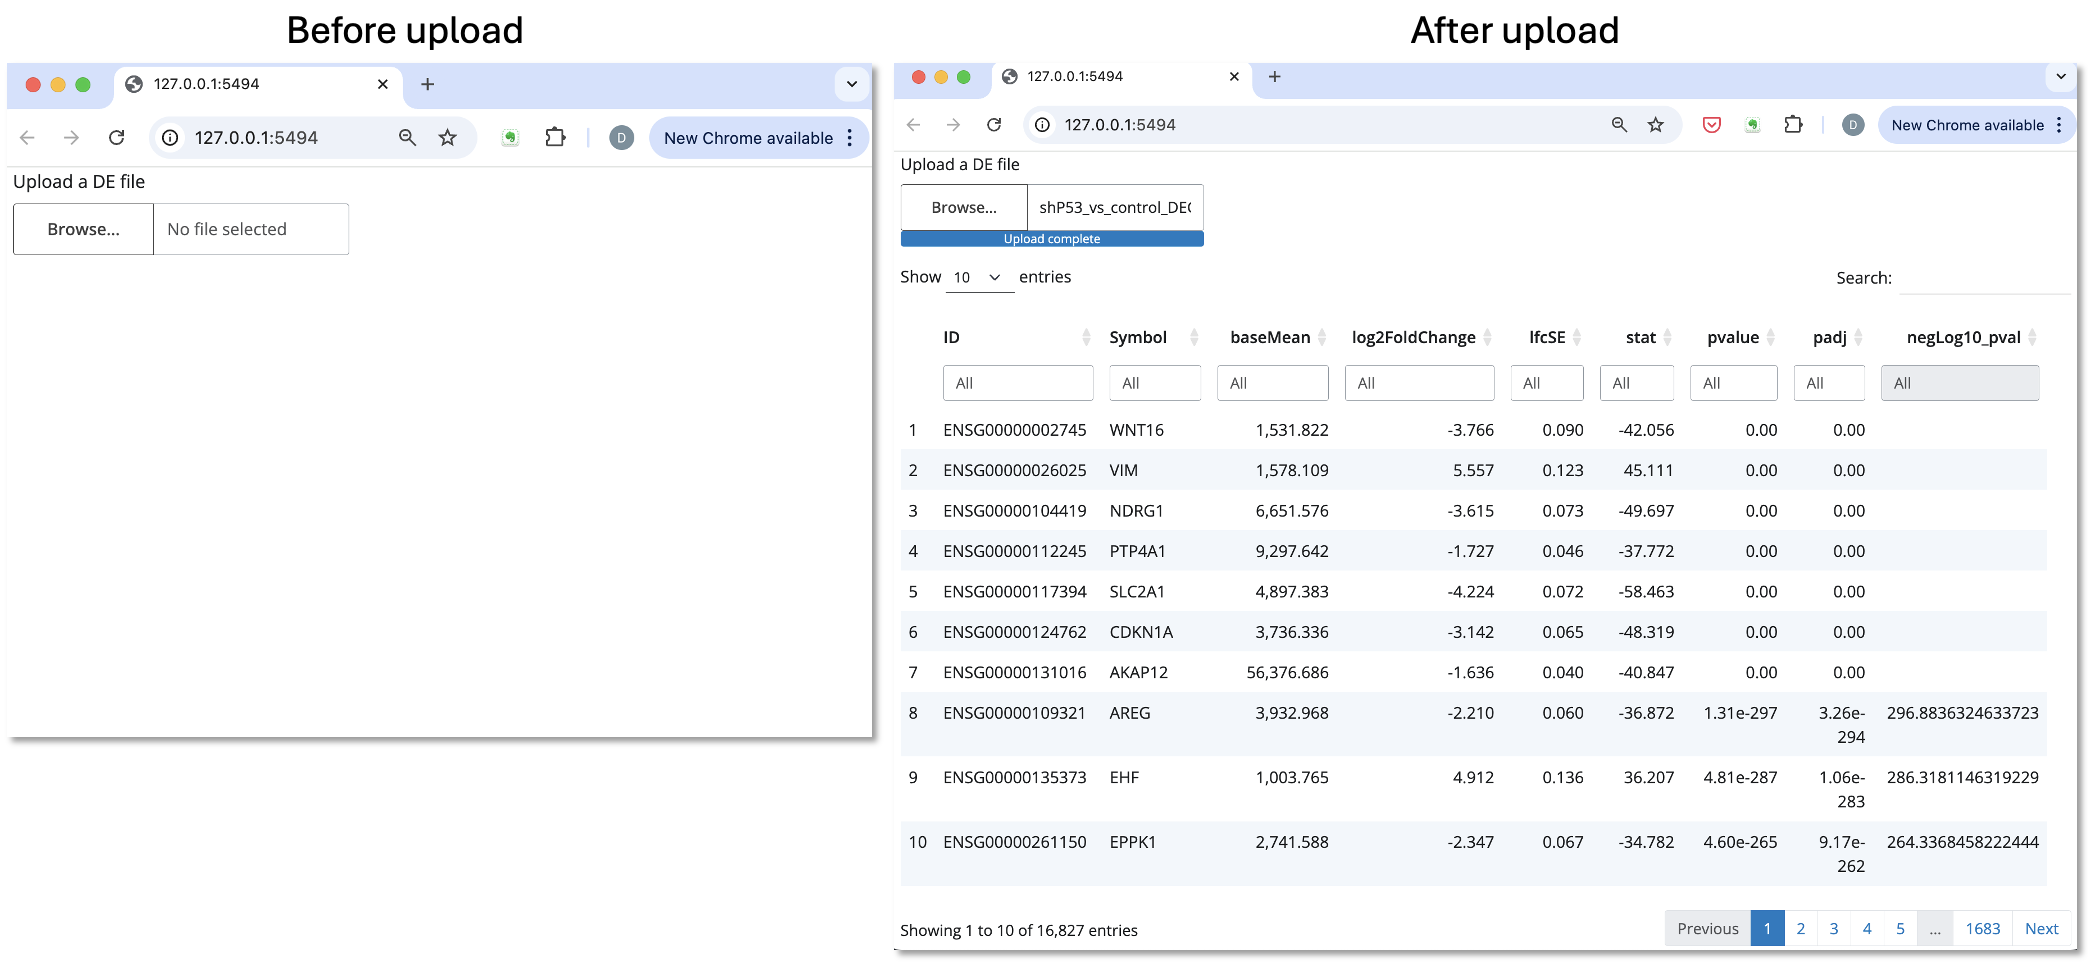 Before upload
127.0.0.1:5494
127.0.0.1:5494
D
New Chrome available
Upload a DE file
Browse... No file selected
After upload
127.0.0.1:5494
127.0.0.1:5494
D
New Chrome available
Upload a DE file
Browse... shP53_vs_control_DEG
Upload complete
Show 10 entries Search:
ID Symbol baseMean log2FoldChange lfcSE stat pvalue padj negLog10_pval
All All All All All All All All All
1 ENSG00000002745 WNT16 1,531.822 -3.766 0.090 -42.056 0.00 0.00
2 ENSG00000026025 VIM 1,578.109 5.557 0.123 45.111 0.00 0.00
3 ENSG00000104419 NDRG1 6,651.576 -3.615 0.073 -49.697 0.00 0.00
4 ENSG00000112245 PTP4A1 9,297.642 -1.727 0.046 -37.772 0.00 0.00
5 ENSG00000117394 SLC2A1 4,897.383 -4.224 0.072 -58.463 0.00 0.00
6 ENSG00000124762 CDKN1A 3,736.336 -3.142 0.065 -48.319 0.00 0.00
7 ENSG00000131016 AKAP12 56,376.686 -1.636 0.040 -40.847 0.00 0.00
8 ENSG00000109321 AREG 3,932.968 -2.210 0.060 -36.872 1.31e-297 3.26e- 296.8836324633723
294
9 ENSG00000135373 EHF 1,003.765 4.912 0.136 36.207 4.81e-287 1.06e- 286.3181146319229
283
10 ENSG00000261150 EPPK1 2,741.588 -2.347 0.067 -34.782 4.60e-265 9.17e- 264.3368458222444
262
Showing 1 to 10 of 16,827 entries
Previous 1 2 3 4 5 ... 1683 Next